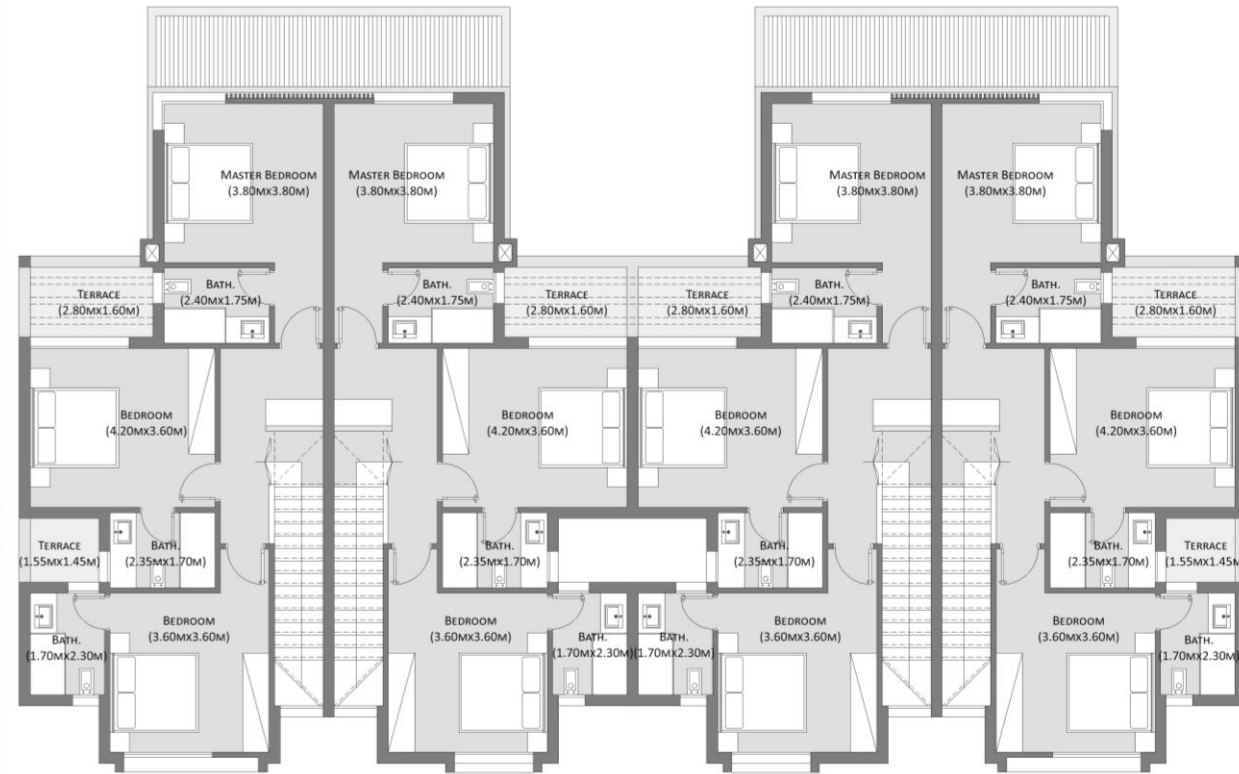 MASTER BEDROOM
(3.80MX3.80M)
MASTER BEDROOM
(3.80MX3.80M)
MASTER BEDROOM
(3.80MX3.80M)
MASTER BEDROOM
(3.80MX3.80M)
TERRACE
(2.80MX1.60M)
BATH.
(2.40MX1.75M)
BATH.
(2.40MX1.75M)
TERRACE
(2.80MX1.60M)
TERRACE
(2.80MX1.60M)
BATH.
(2.40MX1.75M)
BATH.
(2.40MX1.75M)
TERRACE
(2.80MX1.60M)
BEDROOM
(4.20MX3.60M)
BEDROOM
(4.20MX3.60M)
BEDROOM
(4.20MX3.60M)
BEDROOM
(4.20MX3.60M)
TERRACE
(1.55MX1.45M)
BATH.
(2.35MX1.70M)
BATH.
(2.35MX1.70M)
BATH.
(2.35MX1.70M)
BATH.
(2.35MX1.70M)
TERRACE
(1.55MX1.45M
BATH.
(1.70MX2.30M)
BEDROOM
(3.60MX3.60M)
BEDROOM
(3.60MX3.60M)
BATH.
(1.70MX2.30M)
BATH.
(1.70MX2.30M)
BEDROOM
(3.60MX3.60M)
BEDROOM
(3.60MX3.60M)
BATH.
(1.70MX2.30M)